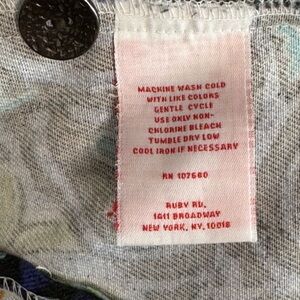 MACHINE WASH COLD
WITH LIKE COLORS
GENTLE CYCLE
USE ONLY NON-
CHLORINE BLEACH
TUMBLE DRY LOW
COOL IRON IF NECESSARY
RN 107660
RUBY RD.
1411 BROADWAY
NEW YORK, NY. 10018